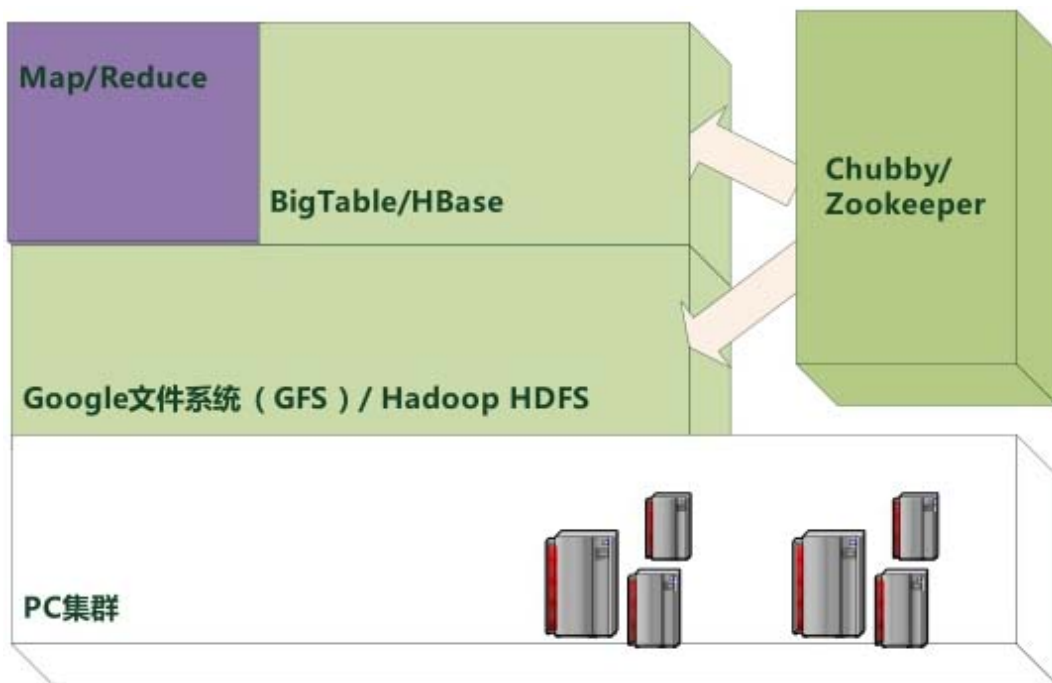 Map/Reduce
BigTable/HBase
Chubby/
Zookeeper
Google文件系统（GFS）/ Hadoop HDFS
PC集群